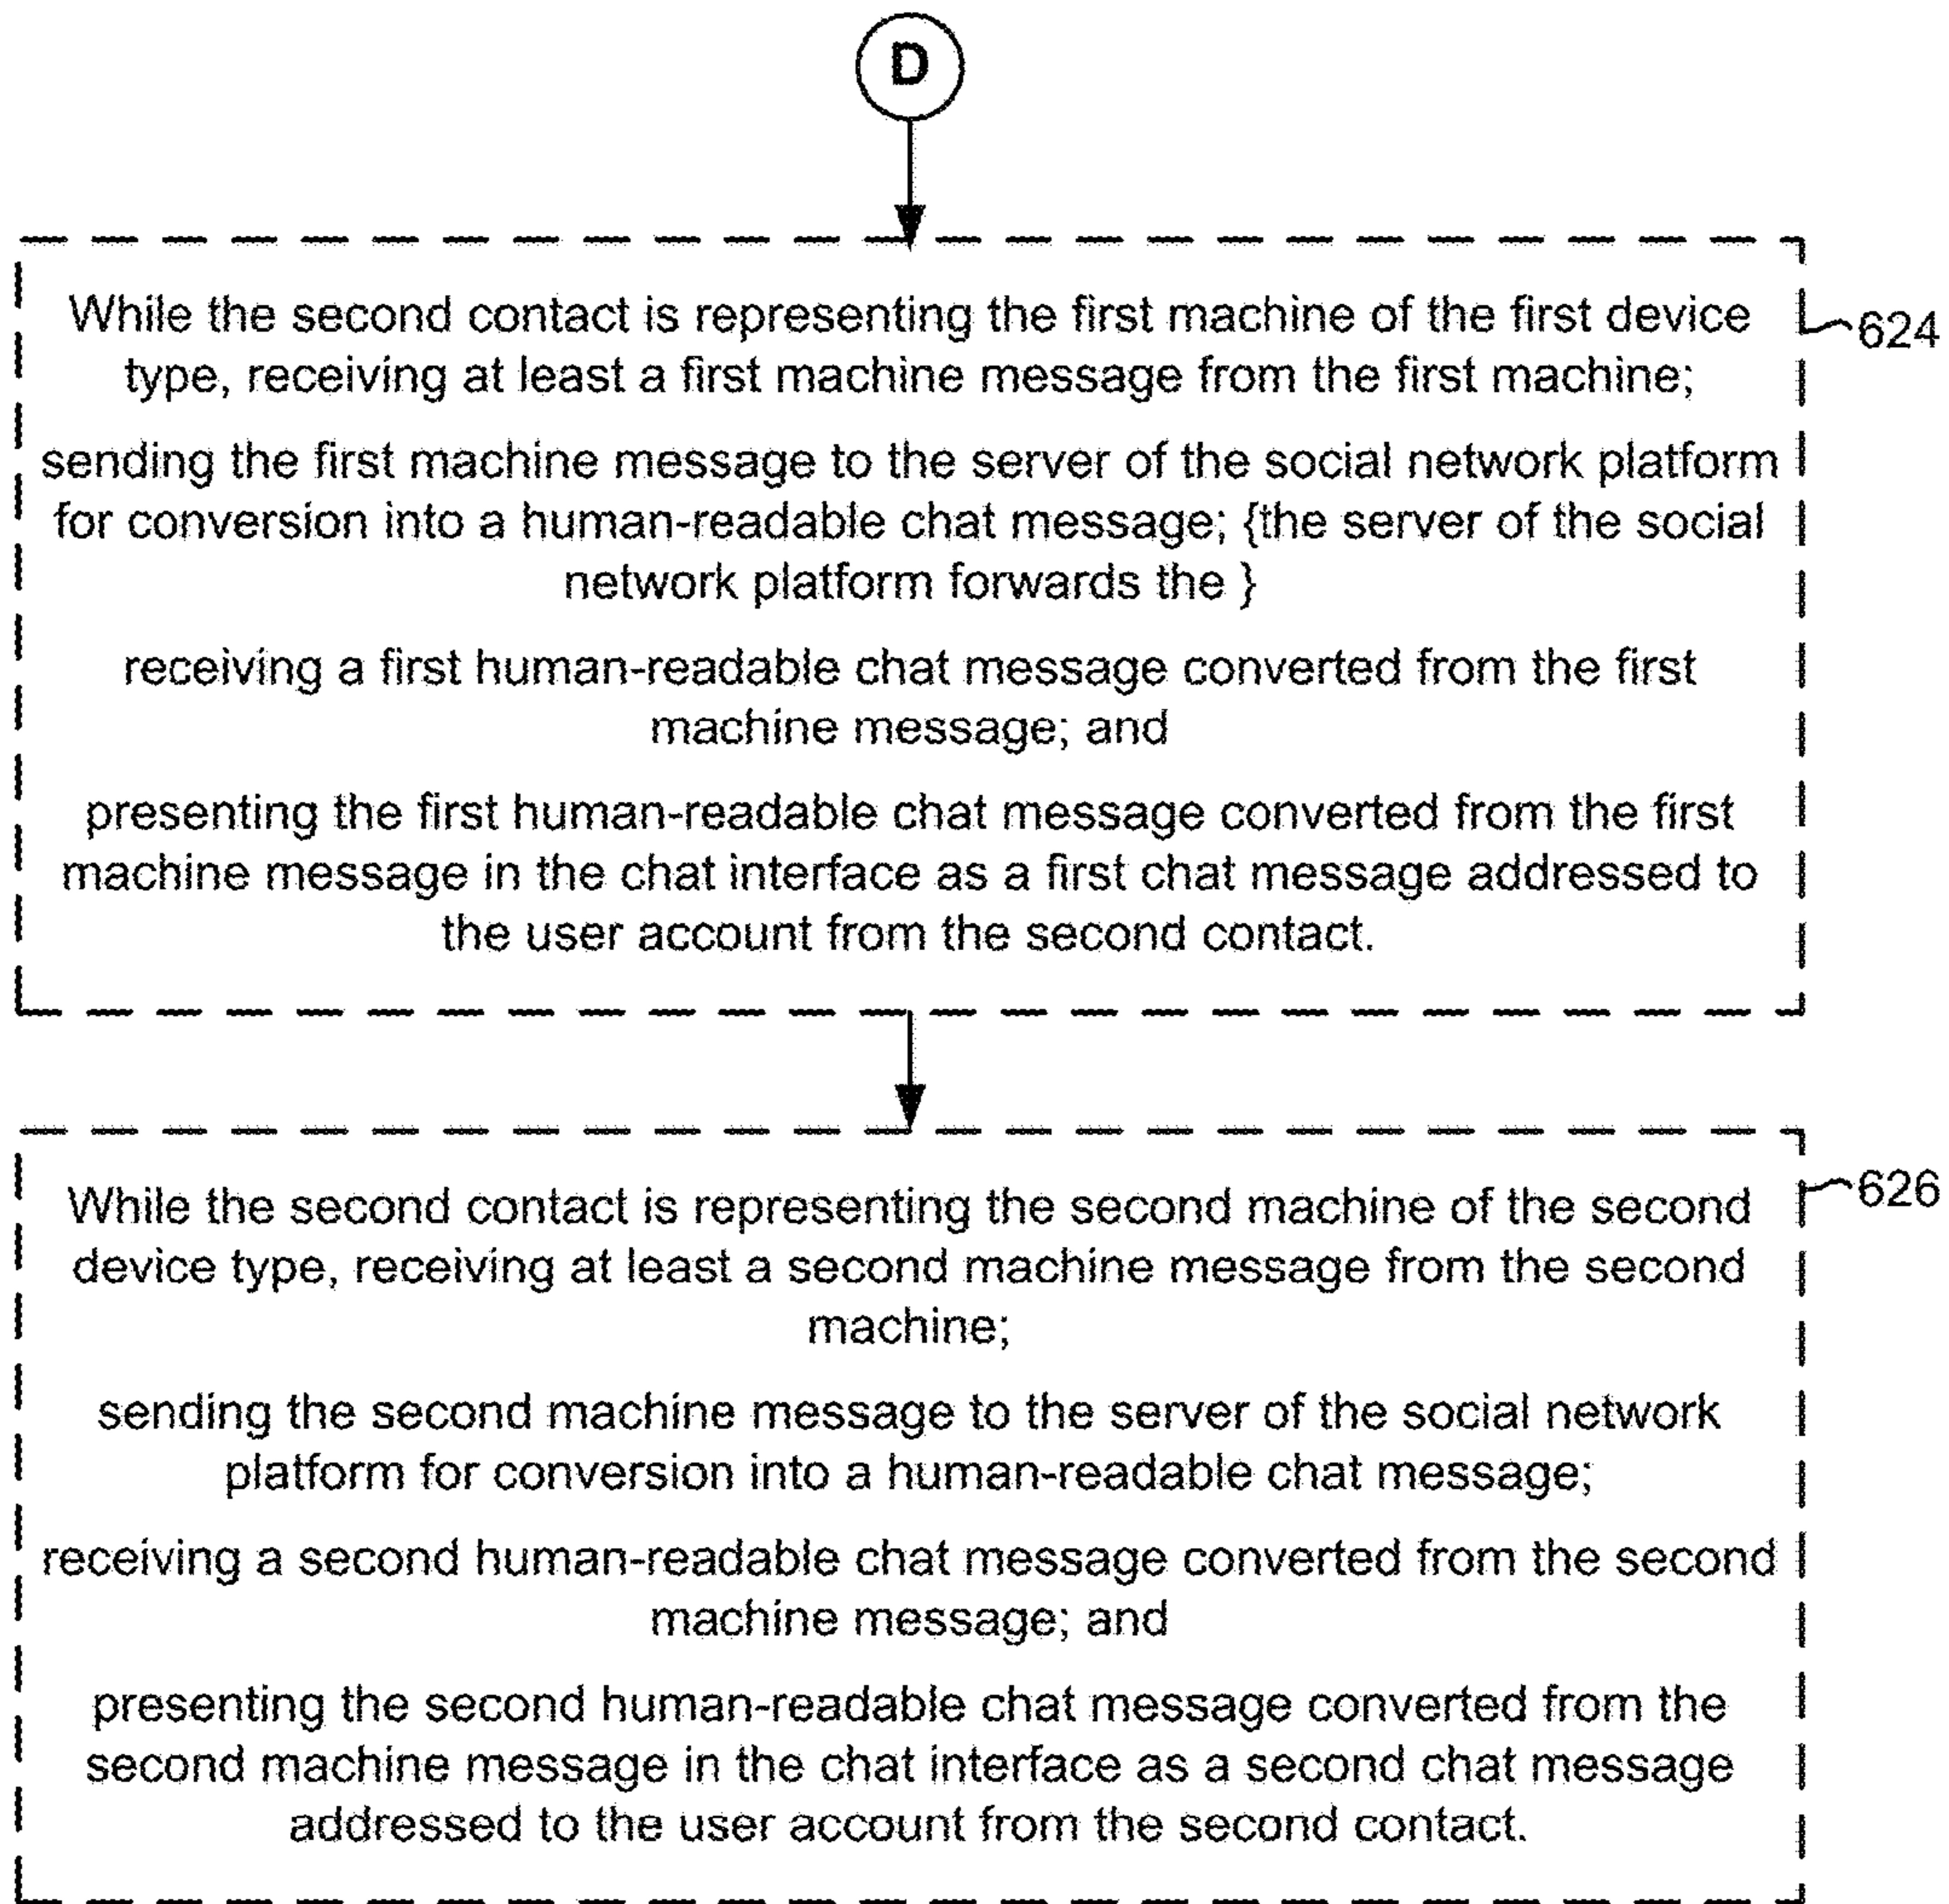 D
While the second contact is representing the first machine of the first device
type, receiving at least a first machine message from the first machine;
624
sending the first machine message to the server of the social network platform
for conversion into a human-readable chat message; {the server of the social
network platform forwards the }
receiving a first human-readable chat message converted from the first
machine message; and
presenting the first human-readable chat message converted from the first
machine message in the chat interface as a first chat message addressed to
the user account from the second contact.
While the second contact is representing the second machine of the second
626
device type, receiving at least a second machine message from the second
machine;
sending the second machine message to the server of the social network
platform for conversion into a human-readable chat message;
receiving a second human-readable chat message converted from the second
machine message; and
presenting the second human-readable chat message converted from the
second machine message in the chat interface as a second chat message
addressed to the user account from the second contact.